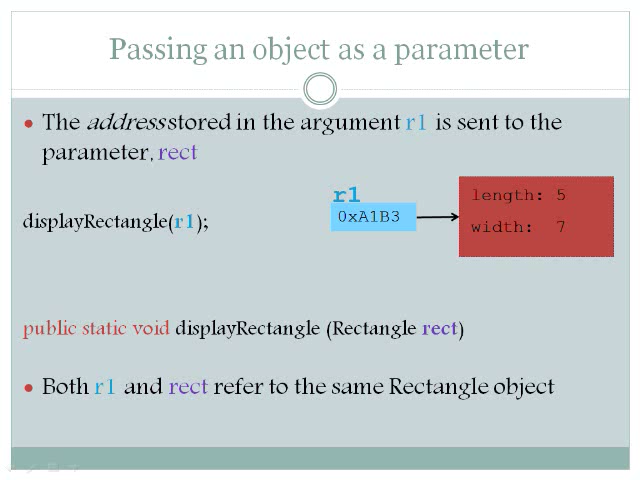 Passing an object as a parameter
• The address stored in the argument r1 is sent to the
parameter, rect
r1
length: 5
displayRectangle(r1);
0xA1B3
width: 7
public static void displayRectangle (Rectangle rect)
• Both r1 and rect refer to the same Rectangle object